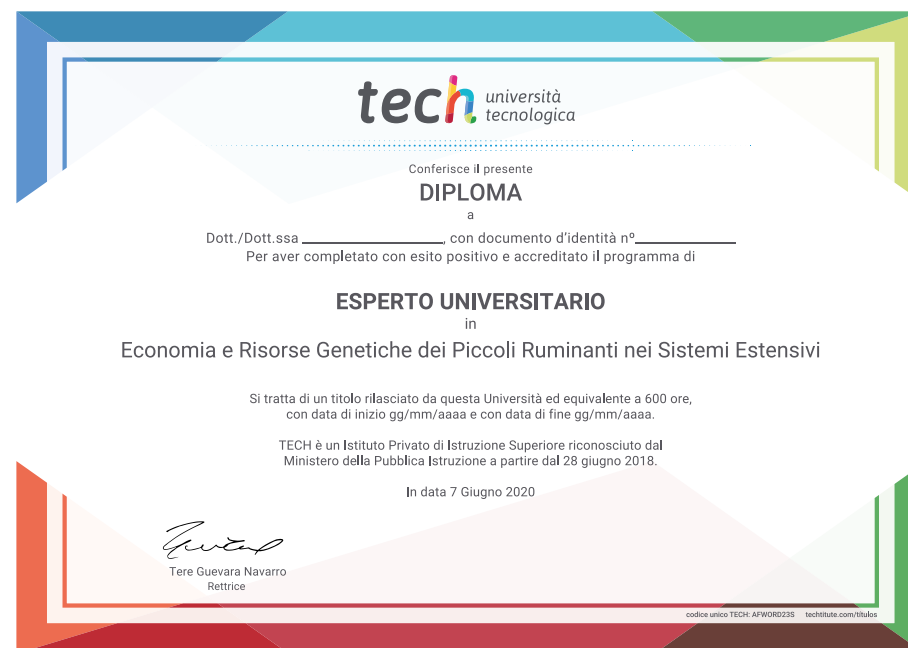 tech università
tecnologica
Conferisce il presente
DIPLOMA
a
Dott./Dott.ssa _________________, con documento d'identità nº____________
Per aver completato con esito positivo e accreditato il programma di
ESPERTO UNIVERSITARIO
in
Economia e Risorse Genetiche dei Piccoli Ruminanti nei Sistemi Estensivi
Si tratta di un titolo rilasciato da questa Università ed equivalente a 600 ore,
con data di inizio gg/mm/aaaa e con data di fine gg/mm/aaaa.
TECH è un Istituto Privato di Istruzione Superiore riconosciuto dal
Ministero della Pubblica Istruzione a partire dal 28 giugno 2018.
In data 7 Giugno 2020
Tere Guevara Navarro
Rettrice
codice unico TECH: AFWORD23S techtitute.com/titulos